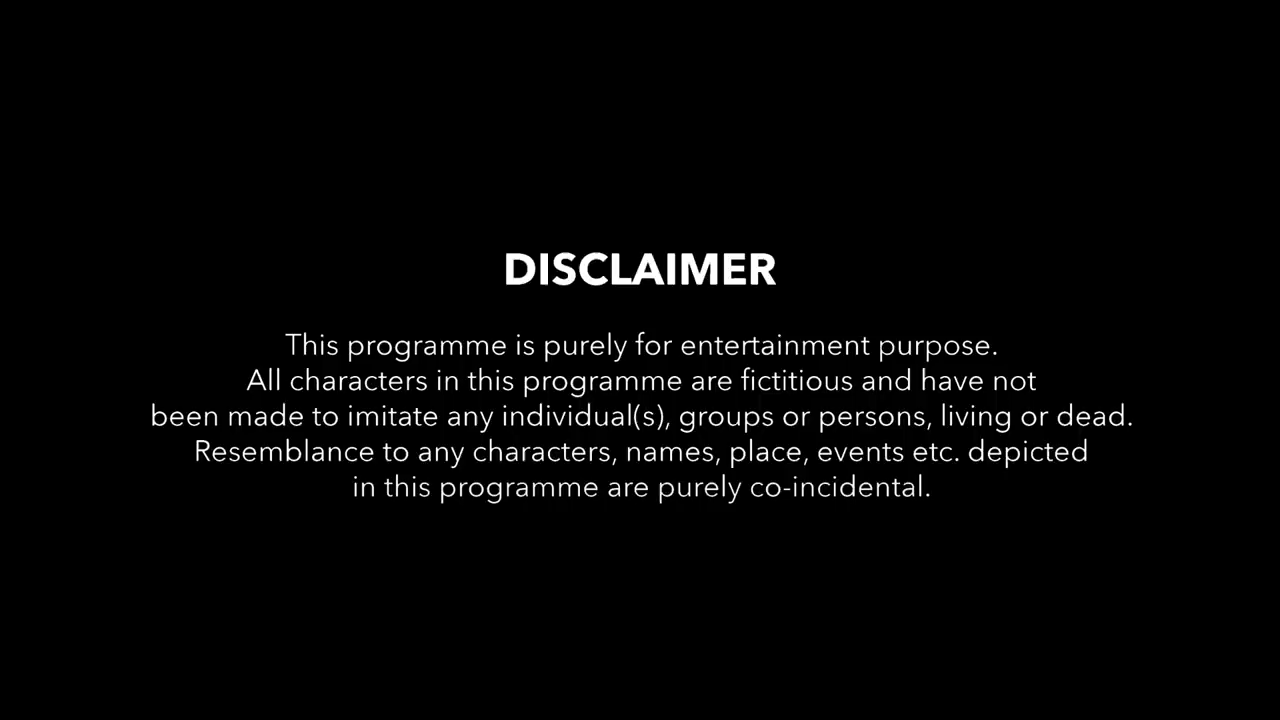 DISCLAIMER
This programme is purely for entertainment purpose.
All characters in this programme are fictitious and have not
been made to imitate any individual(s), groups or persons, living or dead.
Resemblance to any characters, names, place, events etc. depicted
in this programme are purely co-incidental.